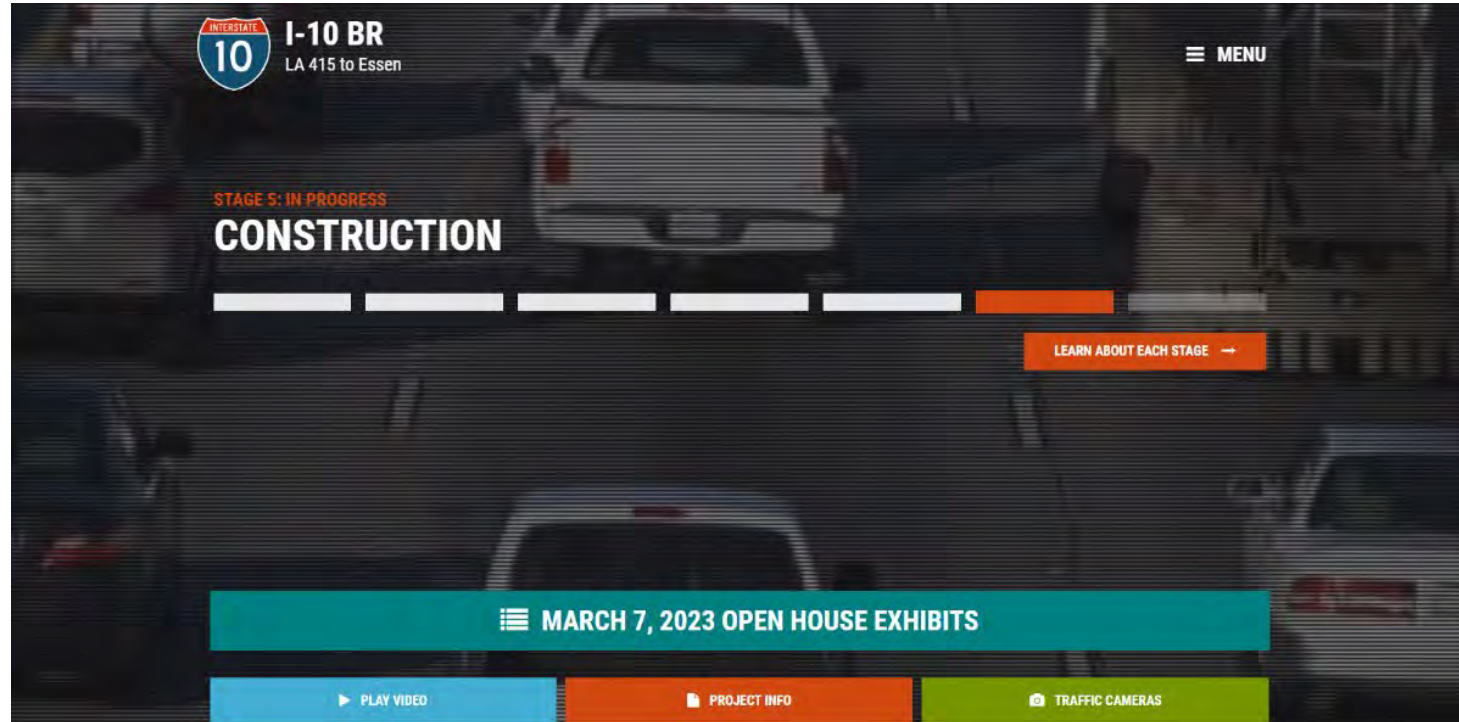 INTERSTATE
10
I-10 BR
LA 415 to Essen
MENU
STAGE 5: IN PROGRESS
CONSTRUCTION
LEARN ABOUT EACH STAGE →
MARCH 7, 2023 OPEN HOUSE EXHIBITS
PLAY VIDEO
PROJECT INFO
TRAFFIC CAMERAS